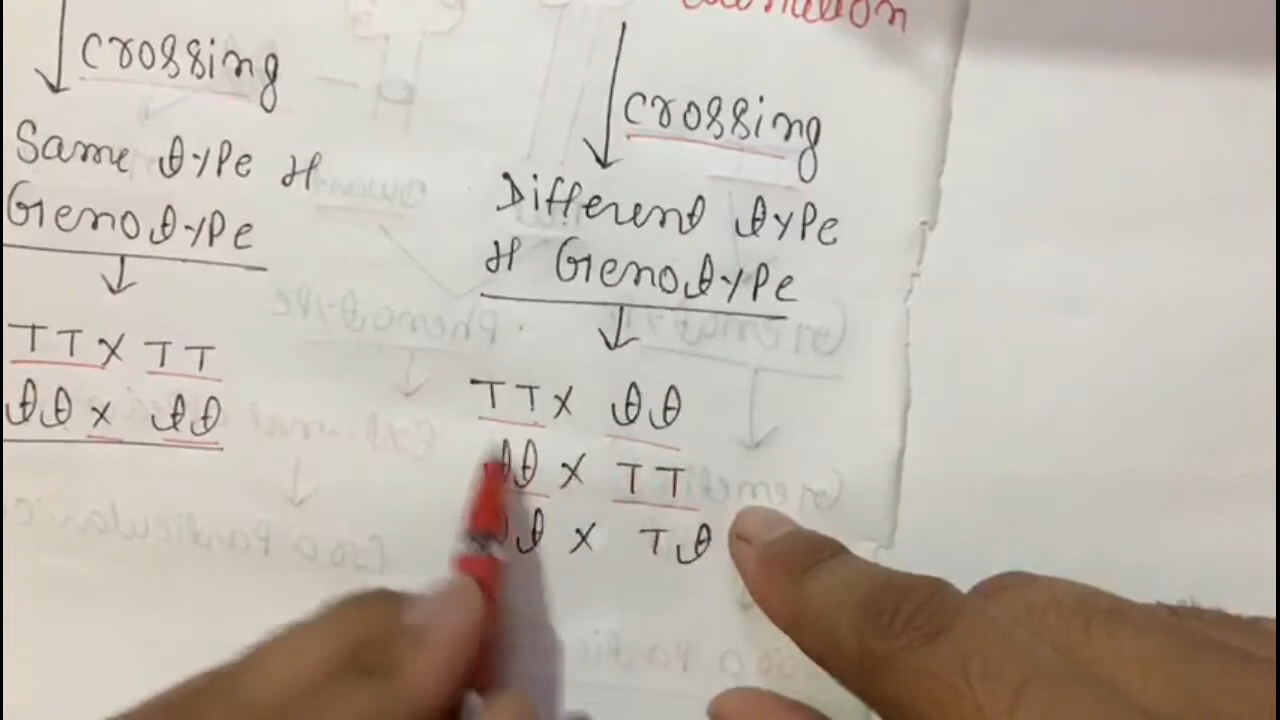 crossing
Same type of
Genotype
TT x TT
tt x tt
crossing
Different type
of Genotype
TT x tt
tt x TT
tt x Tt